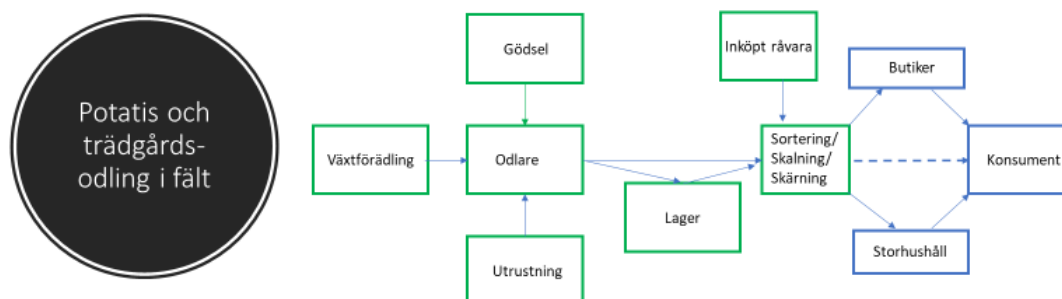 Potatis och
trädgårds-
odling i fält
Gödsel
Inköpt råvara
Butiker
Växtförädling
Odlare
Sortering/
Skalning/
Skärning
Konsument
Lager
Utrustning
Storhushåll